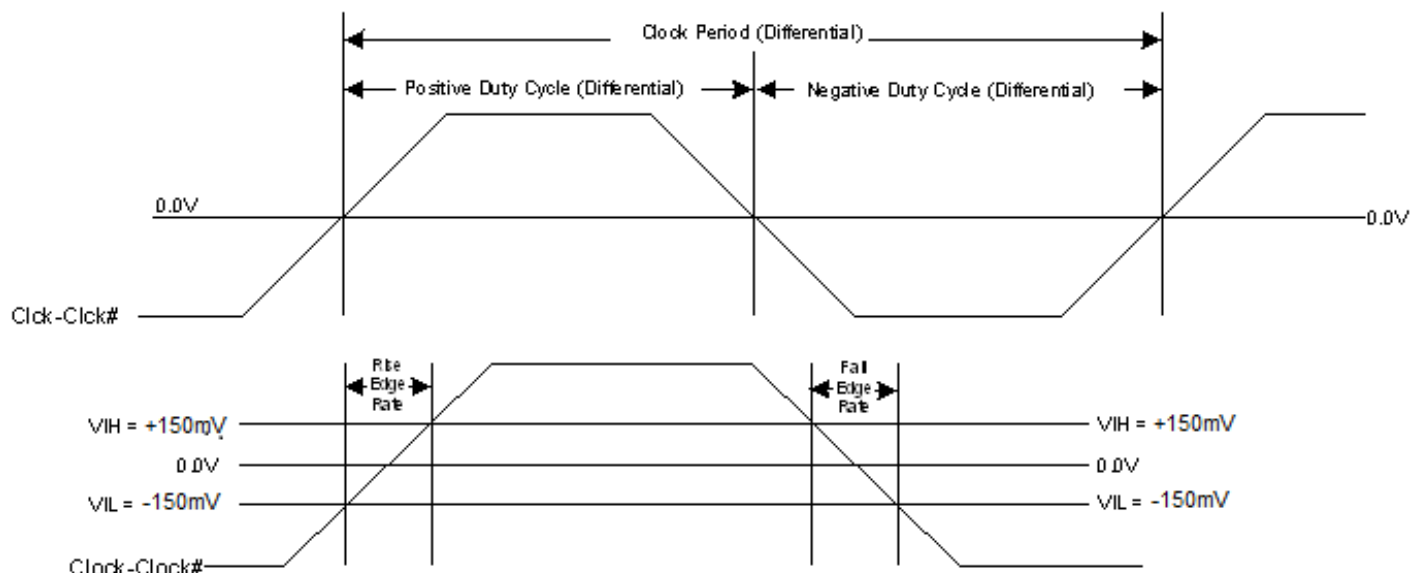 Clock Period (Differential)
Positive Duty Cycle (Differential)
Negative Duty Cycle (Differential)
0.0V
0.0V
Clck-Clck#
Rise
Edge
Rate
Fall
Edge
Rate
VIH = +150mV
VIH = +150mV
0.0V
0.0V
VIL = -150mV
VIL = -150mV
Clock-Clock#